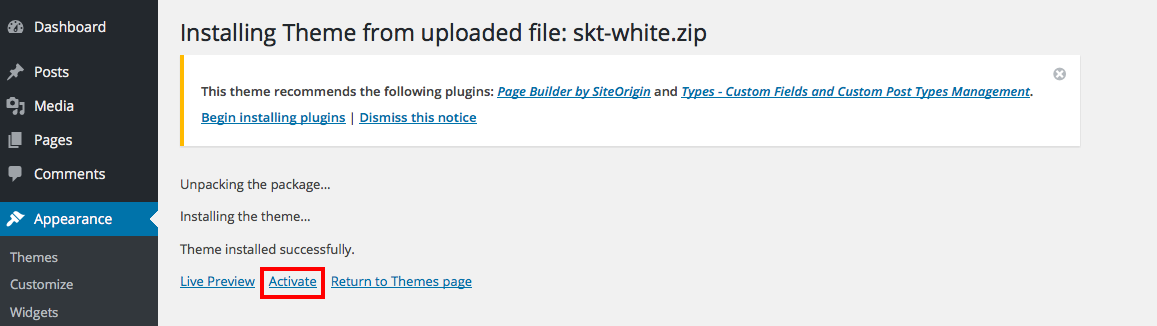 Dashboard
Posts
Media
Pages
Comments
Appearance
Themes
Customize
Widgets
Installing Theme from uploaded file: skt-white.zip
This theme recommends the following plugins: Page Builder by SiteOrigin and Types - Custom Fields and Custom Post Types Management.
Begin installing plugins | Dismiss this notice
Unpacking the package...
Installing the theme...
Theme installed successfully.
Live Preview Activate Return to Themes page